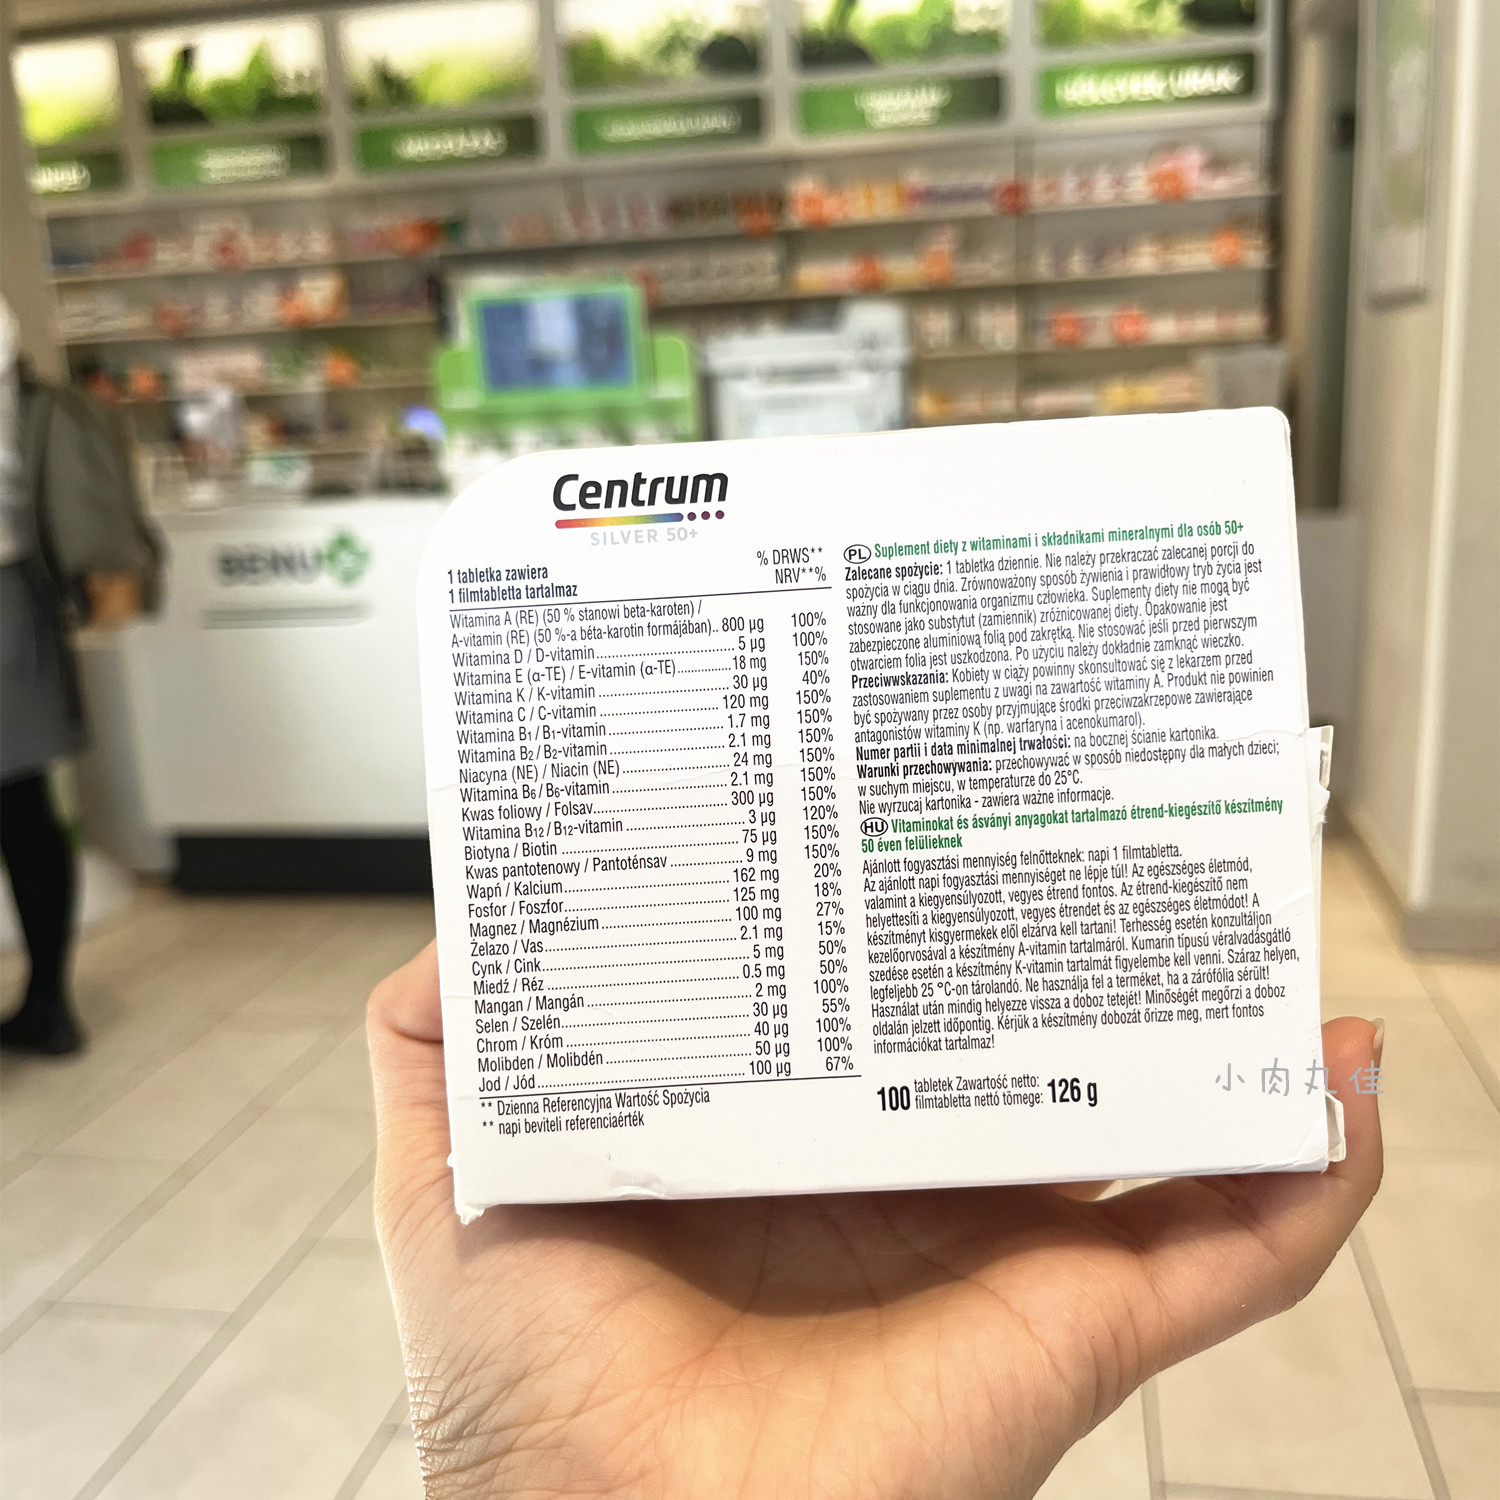 BENU
Centrum
SILVER 50+
1 tabletka zawiera
1 filmtabletta tartalmaz
% DRWS**
NRV**%
Witamina A (RE) (50 % stanowi beta-karoten) /
A-vitamin (RE) (50 %-a béta-karotin formájában).. 800 µg 100%
Witamina D / D-vitamin 5 µg 100%
Witamina E (α-TE) / E-vitamin (α-TE) 18 mg 150%
Witamina K / K-vitamin 30 µg 40%
Witamina C / C-vitamin 120 mg 150%
Witamina B1 / B1-vitamin 1.7 mg 150%
Witamina B2 / B2-vitamin 2.1 mg 150%
Niacyna (NE) / Niacin (NE) 24 mg 150%
Witamina B6 / B6-vitamin 2.1 mg 150%
Kwas foliowy / Folsav 300 µg 150%
Witamina B12 / B12-vitamin 3 µg 120%
Biotyna / Biotin 75 µg 150%
Kwas pantotenowy / Pantoténsav 9 mg 150%
Wapń / Kalcium 162 mg 20%
Fosfor / Foszfor 125 mg 18%
Magnez / Magnézium 100 mg 27%
Żelazo / Vas 2.1 mg 15%
Cynk / Cink 5 mg 50%
Miedź / Réz 0.5 mg 50%
Mangan / Mangán 2 mg 100%
Selen / Szelén 30 µg 55%
Chrom / Króm 40 µg 100%
Molibden / Molibdén 50 µg 100%
Jod / Jód 100 µg 67%
** Dzienna Referencyjna Wartość Spożycia
** napi beviteli referenciaérték
PL Suplement diety z witaminami i składnikami mineralnymi dla osób 50+
Zalecane spożycie: 1 tabletka dziennie. Nie należy przekraczać zalecanej porcji do
spożycia w ciągu dnia. Zrównoważony sposób żywienia i prawidłowy tryb życia jest
ważny dla funkcjonowania organizmu człowieka. Suplementy diety nie mogą być
stosowane jako substytut (zamiennik) zróżnicowanej diety. Opakowanie jest
zabezpieczone aluminiową folią pod zakrętką. Nie stosować jeśli przed pierwszym
otwarciem folia jest uszkodzona. Po użyciu należy dokładnie zamknąć wieczko.
Przeciwwskazania: Kobiety w ciąży powinny skonsultować się z lekarzem przed
zastosowaniem suplementu z uwagi na zawartość witaminy A. Produkt nie powinien
być spożywany przez osoby przyjmujące środki przeciwzakrzepowe zawierające
antagonistów witaminy K (np. warfaryna i acenokumarol).
Numer partii i data minimalnej trwałości: na bocznej ścianie kartonika.
Warunki przechowywania: przechowywać w sposób niedostępny dla małych dzieci;
w suchym miejscu, w temperaturze do 25°C.
Nie wyrzucaj kartonika - zawiera ważne informacje.
HU Vitaminokat és ásványi anyagokat tartalmazó étrend-kiegészítő készítmény
50 éven felülieknek
Ajánlott fogyasztási mennyiség felnőtteknek: napi 1 filmtabletta.
Az ajánlott napi fogyasztási mennyiséget ne lépje túl! Az egészséges életmód,
valamint a kiegyensúlyozott, vegyes étrend fontos. Az étrend-kiegészítő nem
helyettesíti a kiegyensúlyozott, vegyes étrendet és az egészséges életmódot! A
készítményt kisgyermekek elől elzárva kell tartani! Terhesség esetén konzultáljon
kezelőorvosával a készítmény A-vitamin tartalmáról. Kumarin típusú véralvadásgátló
szedése esetén a készítmény K-vitamin tartalmát figyelembe kell venni. Száraz helyen,
legfeljebb 25 °C-on tárolandó. Ne használja fel a terméket, ha a zárófólia sérült!
Használat után mindig helyezze vissza a doboz tetejét! Minőségét megőrzi a doboz
oldalán jelzett időpontig. Kérjük a készítmény dobozát őrizze meg, mert fontos
információkat tartalmaz!
100 tabletek Zawartość netto: 126 g
filmtabletta nettó tömege:
小肉丸佳